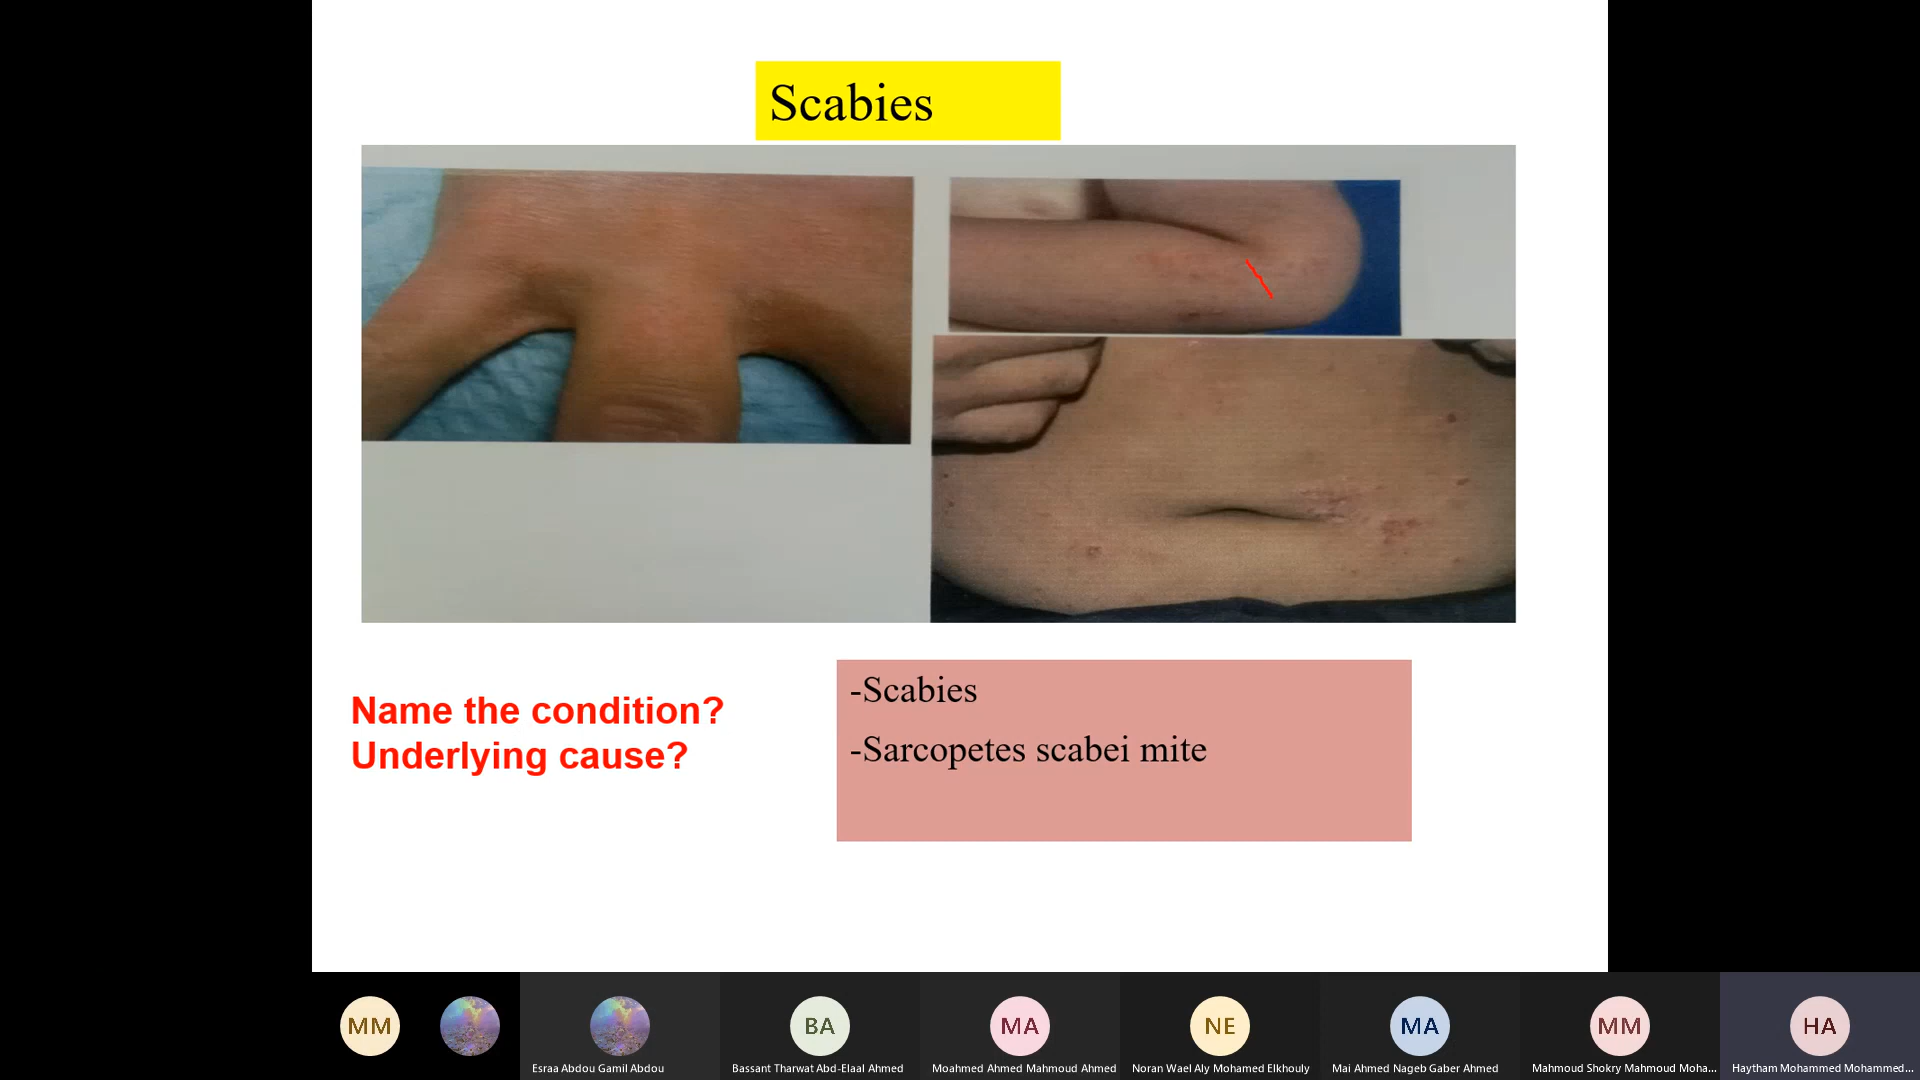 Scabies
Name the condition?
Underlying cause?
-Scabies
-Sarcopetes scabei mite
MM
BA
MA
NE
MA
MM
HA
Esraa Abdou Gamil Abdou
Bassant Tharwat Abd-Elaal Ahmed
Moahmed Ahmed Mahmoud Ahmed
Noran Wael Aly Mohamed Elkhouly
Mai Ahmed Nageb Gaber Ahmed
Mahmoud Shokry Mahmoud Moha...
Haytham Mohammed Mohammed...